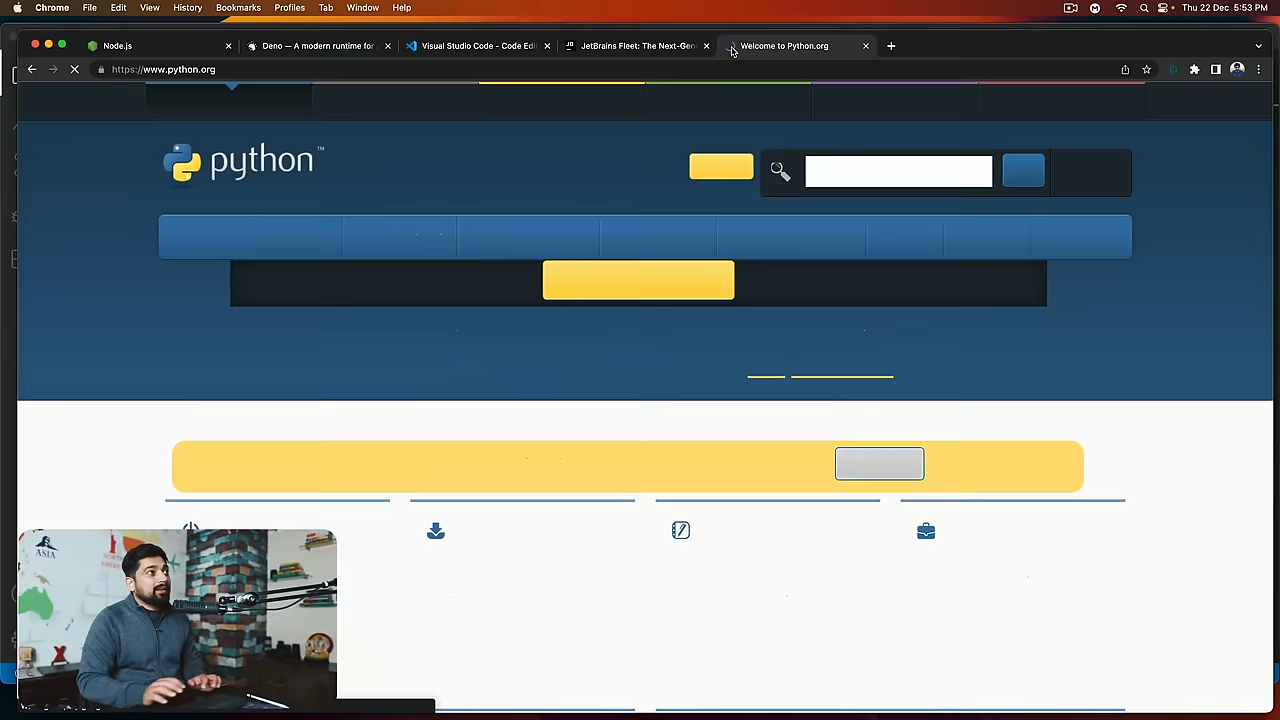 Chrome File Edit View History Bookmarks Profiles Tab Window Help Thu 22 Dec 5:53 PM
Node.js Deno — A modern runtime for Visual Studio Code - Code Edi JetBrains Fleet: The Next-Gen Welcome to Python.org
https://www.python.org
python™
ASIA